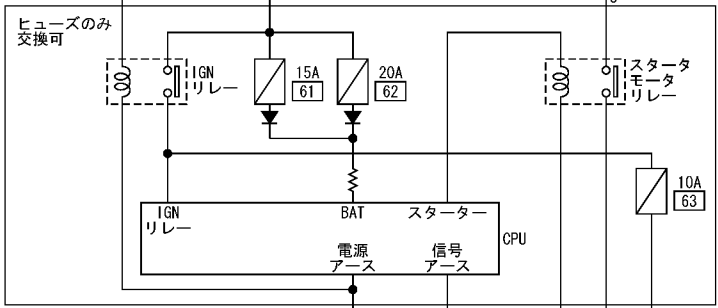 ヒューズのみ
交換可
IGN
リレー
15A
61
20A
62
スタータ
モータ
リレー
10A
63
IGN
リレー
BAT
スターター
CPU
電源
アース
信号
アース